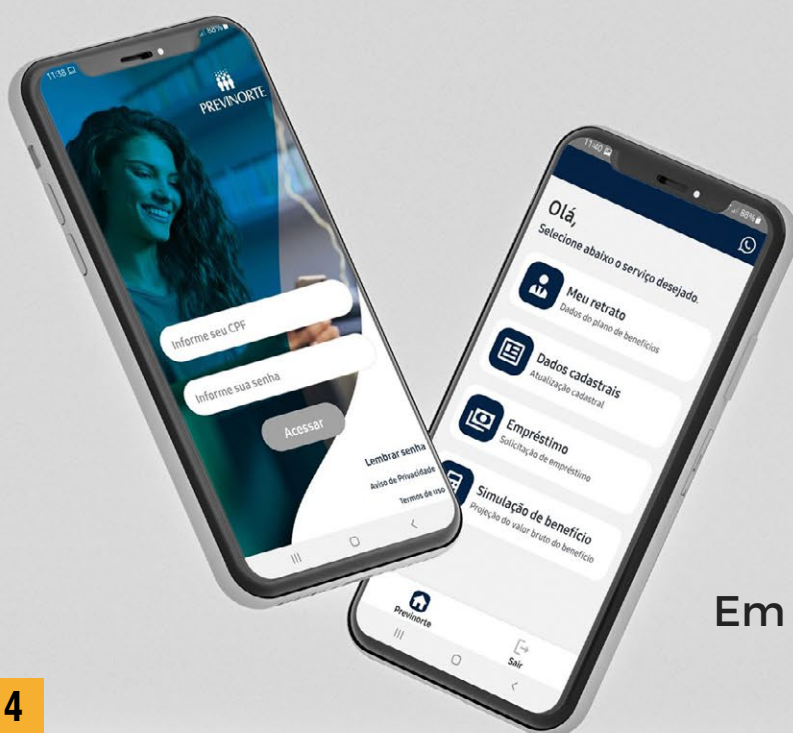 11:38
88%
PREVINORTE
Informe seu CPF
Informe sua senha
Acessar
Lembrar senha
Aviso de Privacidade
Termos de uso
11:40
88%
Olá,
Selecione abaixo o serviço desejado.
Meu retrato
Dados do plano de benefícios
Dados cadastrais
Atualização cadastral
Empréstimo
Solicitação de empréstimo
Simulação de benefício
Projeção do valor bruto do benefício
Previnorte
Sair
Em
4